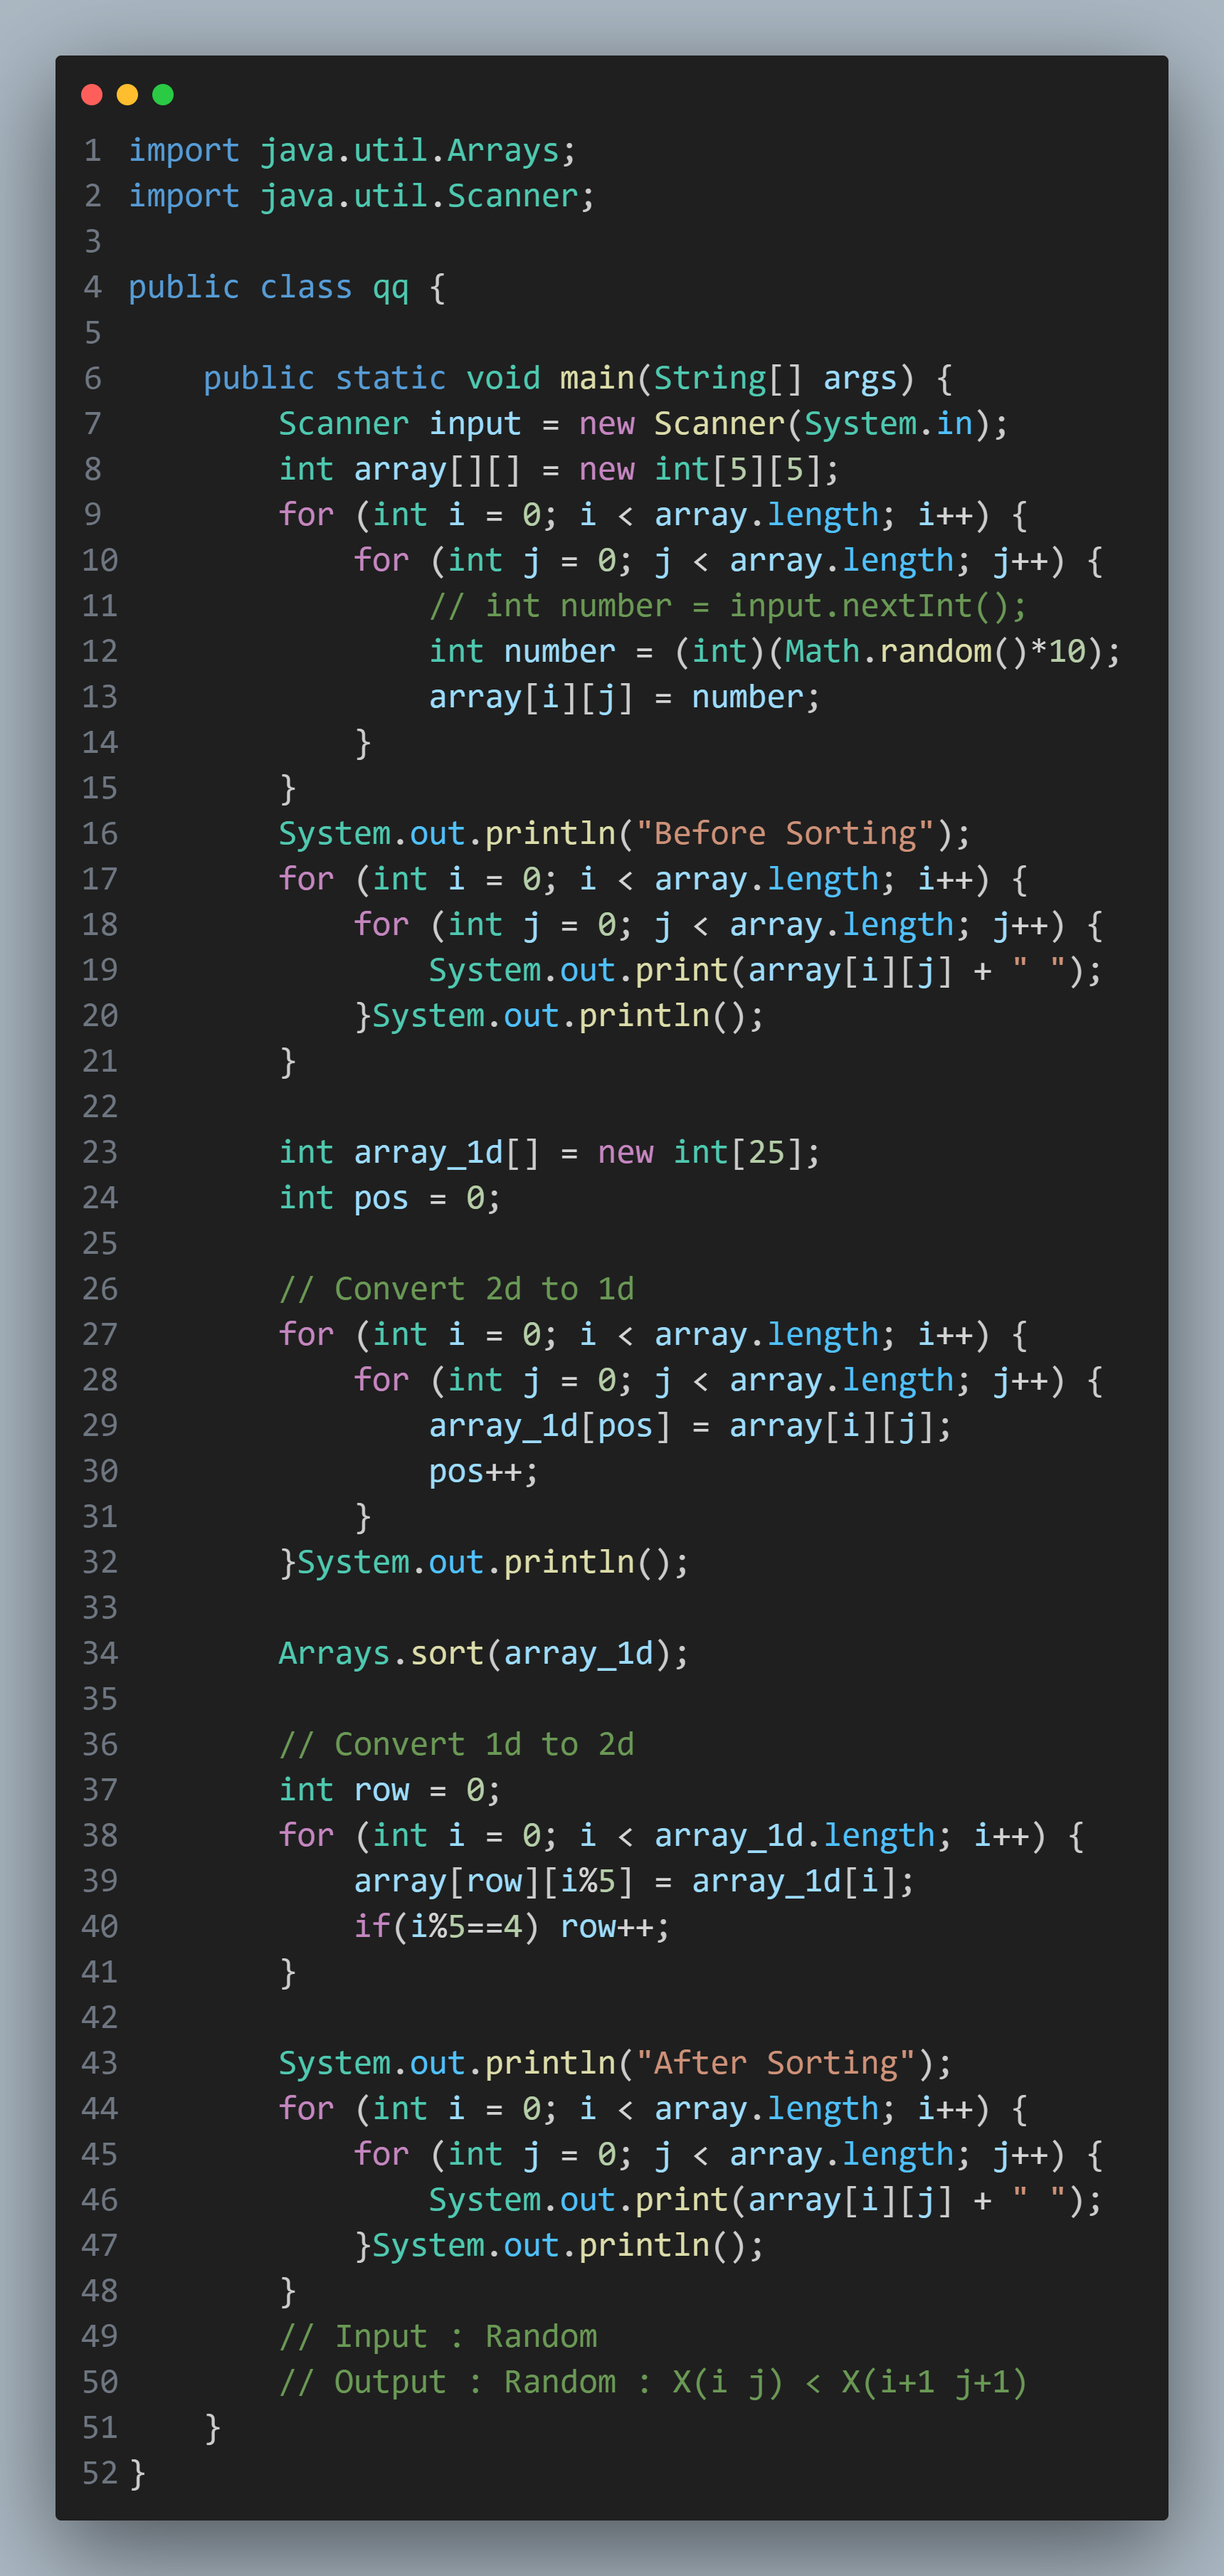 1 import java.util.Arrays;
2 import java.util.Scanner;
3
4 public class qq {
5
6     public static void main(String[] args) {
7         Scanner input = new Scanner(System.in);
8         int array[][] = new int[5][5];
9         for (int i = 0; i < array.length; i++) {
10             for (int j = 0; j < array.length; j++) {
11                 // int number = input.nextInt();
12                 int number = (int)(Math.random()*10);
13                 array[i][j] = number;
14             }
15         }
16         System.out.println("Before Sorting");
17         for (int i = 0; i < array.length; i++) {
18             for (int j = 0; j < array.length; j++) {
19                 System.out.print(array[i][j] + " ");
20             }System.out.println();
21         }
22
23         int array_1d[] = new int[25];
24         int pos = 0;
25
26         // Convert 2d to 1d
27         for (int i = 0; i < array.length; i++) {
28             for (int j = 0; j < array.length; j++) {
29                 array_1d[pos] = array[i][j];
30                 pos++;
31             }
32         }System.out.println();
33
34         Arrays.sort(array_1d);
35
36         // Convert 1d to 2d
37         int row = 0;
38         for (int i = 0; i < array_1d.length; i++) {
39             array[row][i%5] = array_1d[i];
40             if(i%5==4) row++;
41         }
42
43         System.out.println("After Sorting");
44         for (int i = 0; i < array.length; i++) {
45             for (int j = 0; j < array.length; j++) {
46                 System.out.print(array[i][j] + " ");
47             }System.out.println();
48         }
49         // Input : Random
50         // Output : Random : X(i j) < X(i+1 j+1)
51     }
52 }